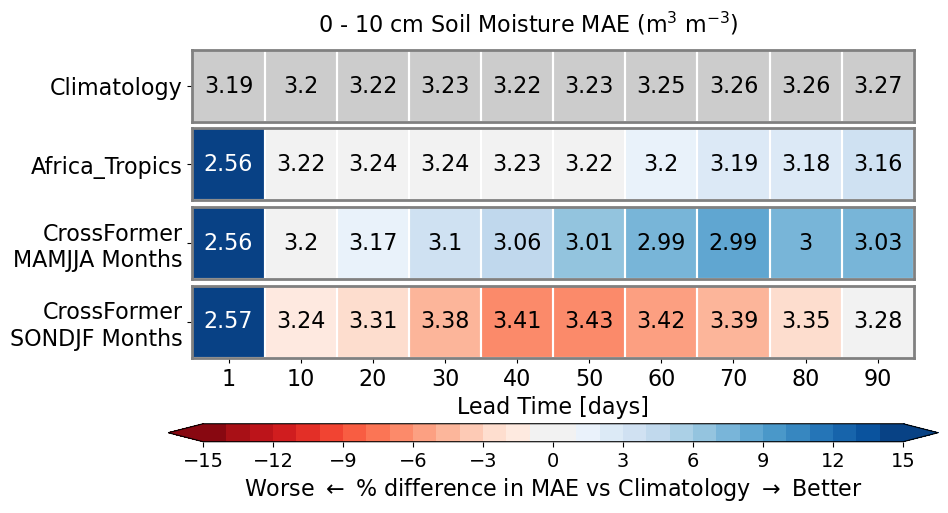 0 - 10 cm Soil Moisture MAE (m³ m⁻³)
Climatology 3.19 3.2 3.22 3.23 3.22 3.23 3.25 3.26 3.26 3.27
Africa_Tropics 2.56 3.22 3.24 3.24 3.23 3.22 3.2 3.19 3.18 3.16
CrossFormer
MAMJJA Months 2.56 3.2 3.17 3.1 3.06 3.01 2.99 2.99 3 3.03
CrossFormer
SONDJF Months 2.57 3.24 3.31 3.38 3.41 3.43 3.42 3.39 3.35 3.28
1 10 20 30 40 50 60 70 80 90
Lead Time [days]
−15 −12 −9 −6 −3 0 3 6 9 12 15
Worse ← % difference in MAE vs Climatology → Better